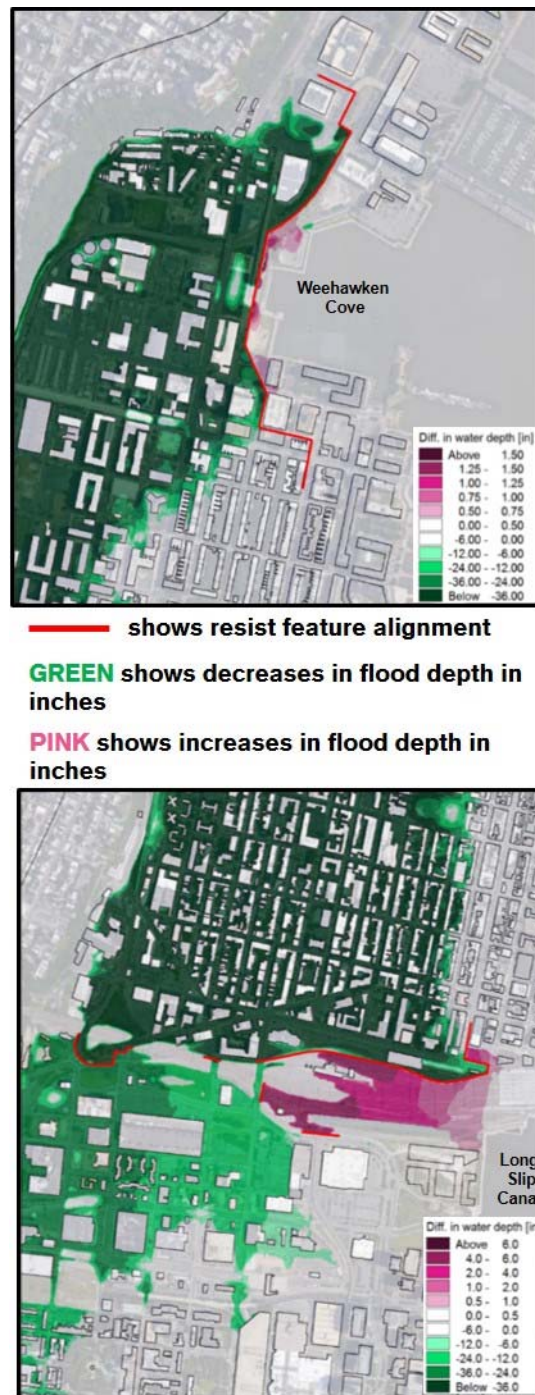 Weehawken
Cove
Diff. in water depth [in]
Above 1.50
1.25 - 1.50
1.00 - 1.25
0.75 - 1.00
0.50 - 0.75
0.00 - 0.50
-6.00 - 0.00
-12.00 - -6.00
-24.00 - -12.00
-36.00 - -24.00
Below -36.00
shows resist feature alignment
GREEN shows decreases in flood depth in
inches
PINK shows increases in flood depth in
inches
Long
Slip
Cana
Diff. in water depth [in
Above 6.0
4.0 - 6.0
2.0 - 4.0
1.0 - 2.0
0.5 - 1.0
0.0 - 0.5
-6.0 - 0.0
-12.0 - -6.0
-24.0 - -12.0
-36.0 - -24.0
Below -36.0